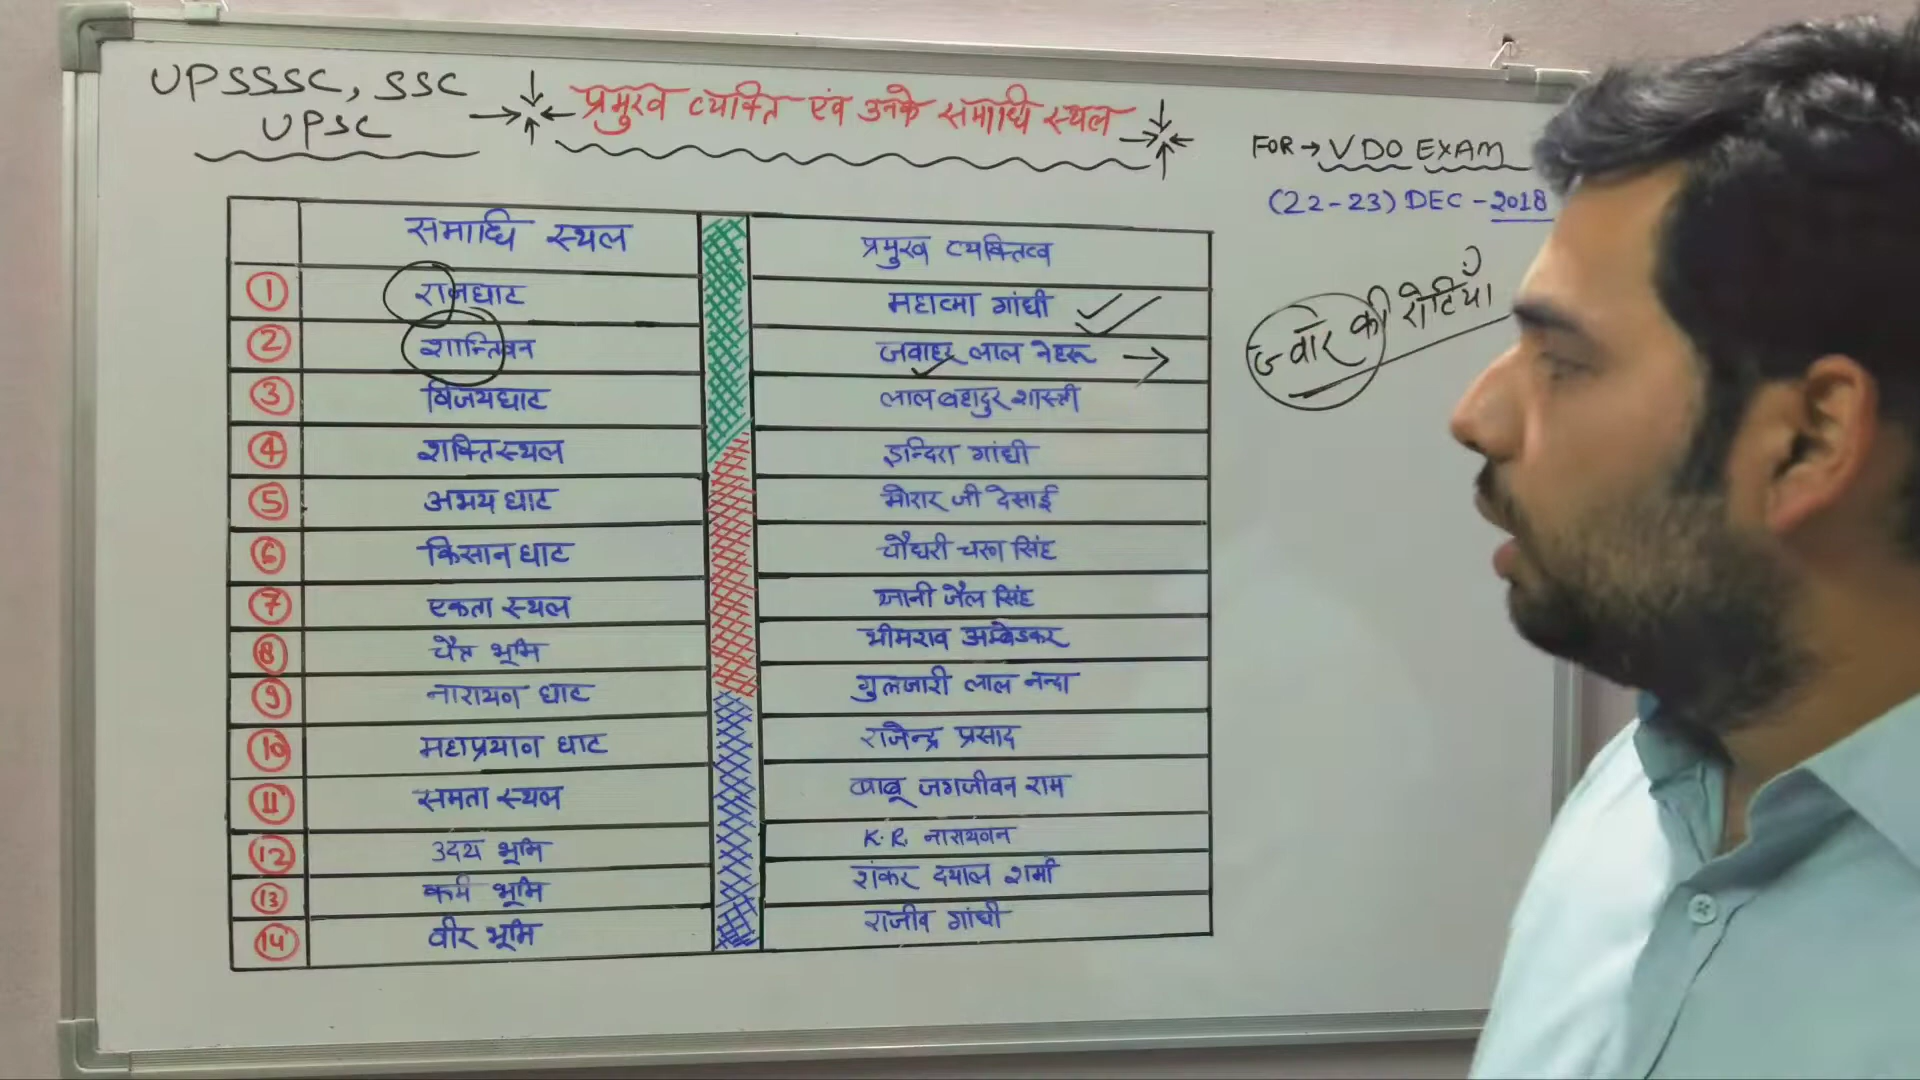 UPSSSC, SSC
UPSC
प्रमुख व्यक्ति एंव उनके समाधि स्थल
FOR → VDO EXAM
(22-23) DEC - 2018
ज्वार की रोटियाँ
समाधि स्थल प्रमुख व्यक्तित्व
1 राजघाट महात्मा गांधी
2 शान्तिवन जवाहर लाल नेहरू →
3 विजयघाट लाल बहादुर शास्त्री
4 शक्ति स्थल इन्दिरा गांधी
5 अभय घाट मोरार जी देसाई
6 किसान घाट चौधरी चरण सिंह
7 एकता स्थल ज्ञानी जैल सिंह
8 चैत्र भूमि भीमराव अम्बेडकर
9 नारायण घाट गुलजारी लाल नन्दा
10 महाप्रयाण घाट राजेन्द्र प्रसाद
11 समता स्थल बाबू जगजीवन राम
12 उदय भूमि K. R. नारायणन
13 कर्म भूमि शंकर दयाल शर्मा
14 वीर भूमि राजीव गांधी